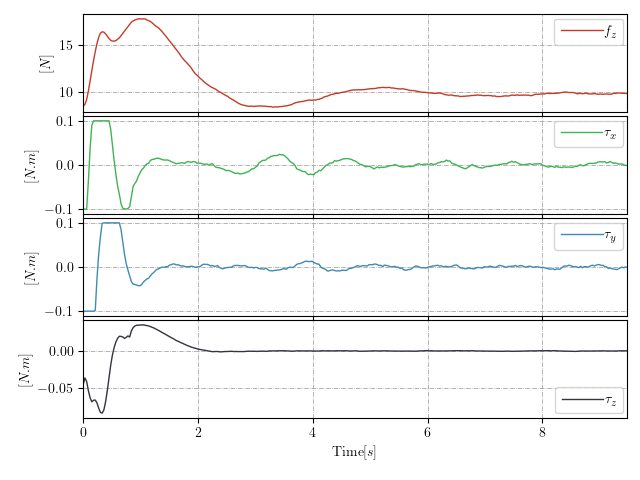 15
10
[N]
f_z
0.1
0.0
−0.1
[N.m]
τ_x
0.1
0.0
−0.1
[N.m]
τ_y
0.00
−0.05
[N.m]
τ_z
0 2 4 6 8
Time[s]